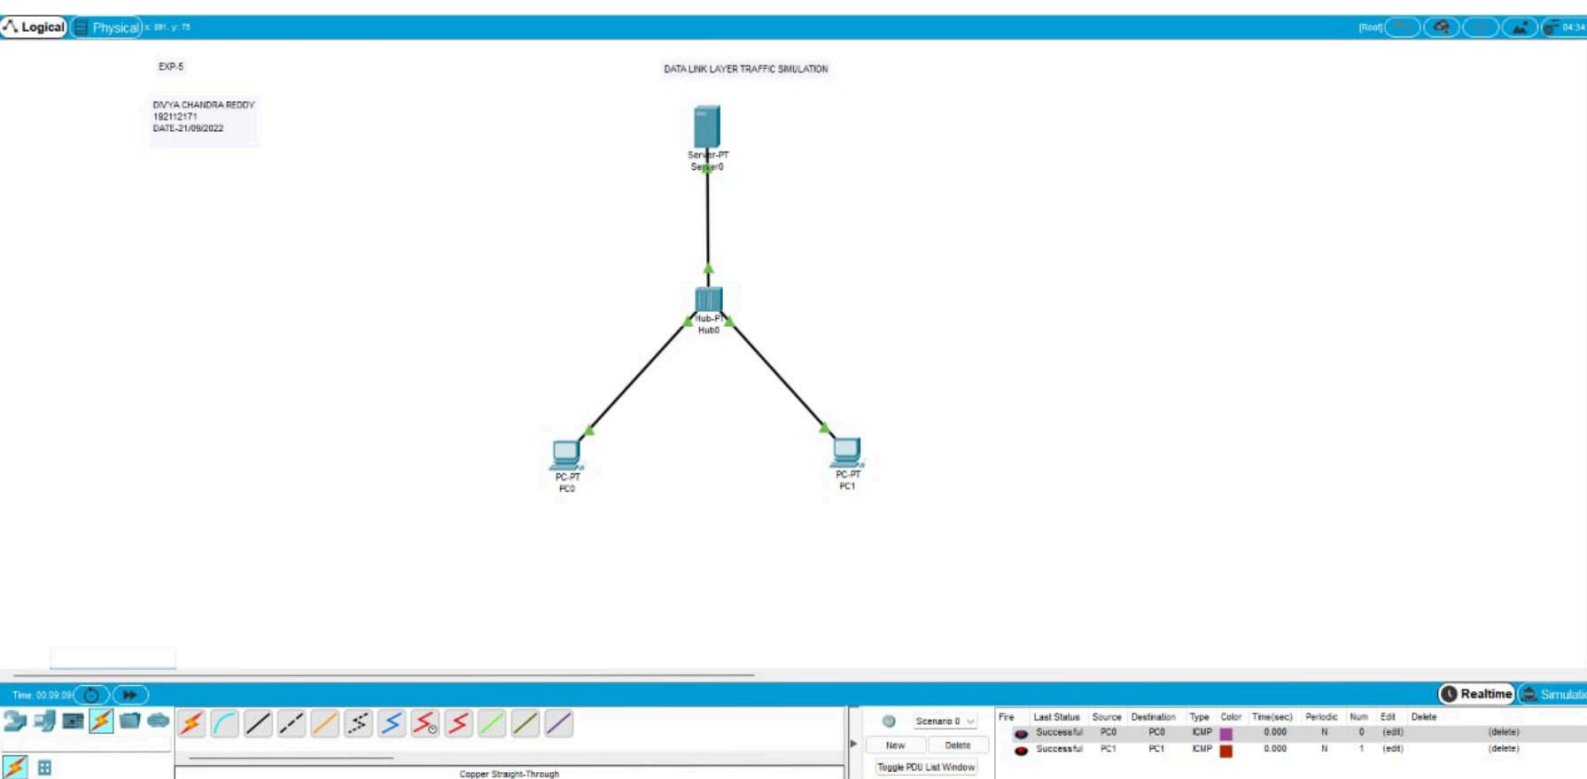 Logical
Physical
x: 891, y: 75
[Root]
04:34
EXP-5
DIVYA CHANDRA REDDY
192112171
DATE-21/09/2022
DATA LINK LAYER TRAFFIC SIMULATION
Server-PT
Server0
Hub-PT
Hub0
PC-PT
PC0
PC-PT
PC1
Time: 00:09:09
Realtime
Simulatio
Scenario 0
New
Delete
Toggle PDU List Window
Copper Straight-Through
Fire Last Status Source Destination Type Color Time(sec) Periodic Num Edit Delete
Successful PC0 PC0 ICMP 0.000 N 0 (edit) (delete)
Successful PC1 PC1 ICMP 0.000 N 1 (edit) (delete)